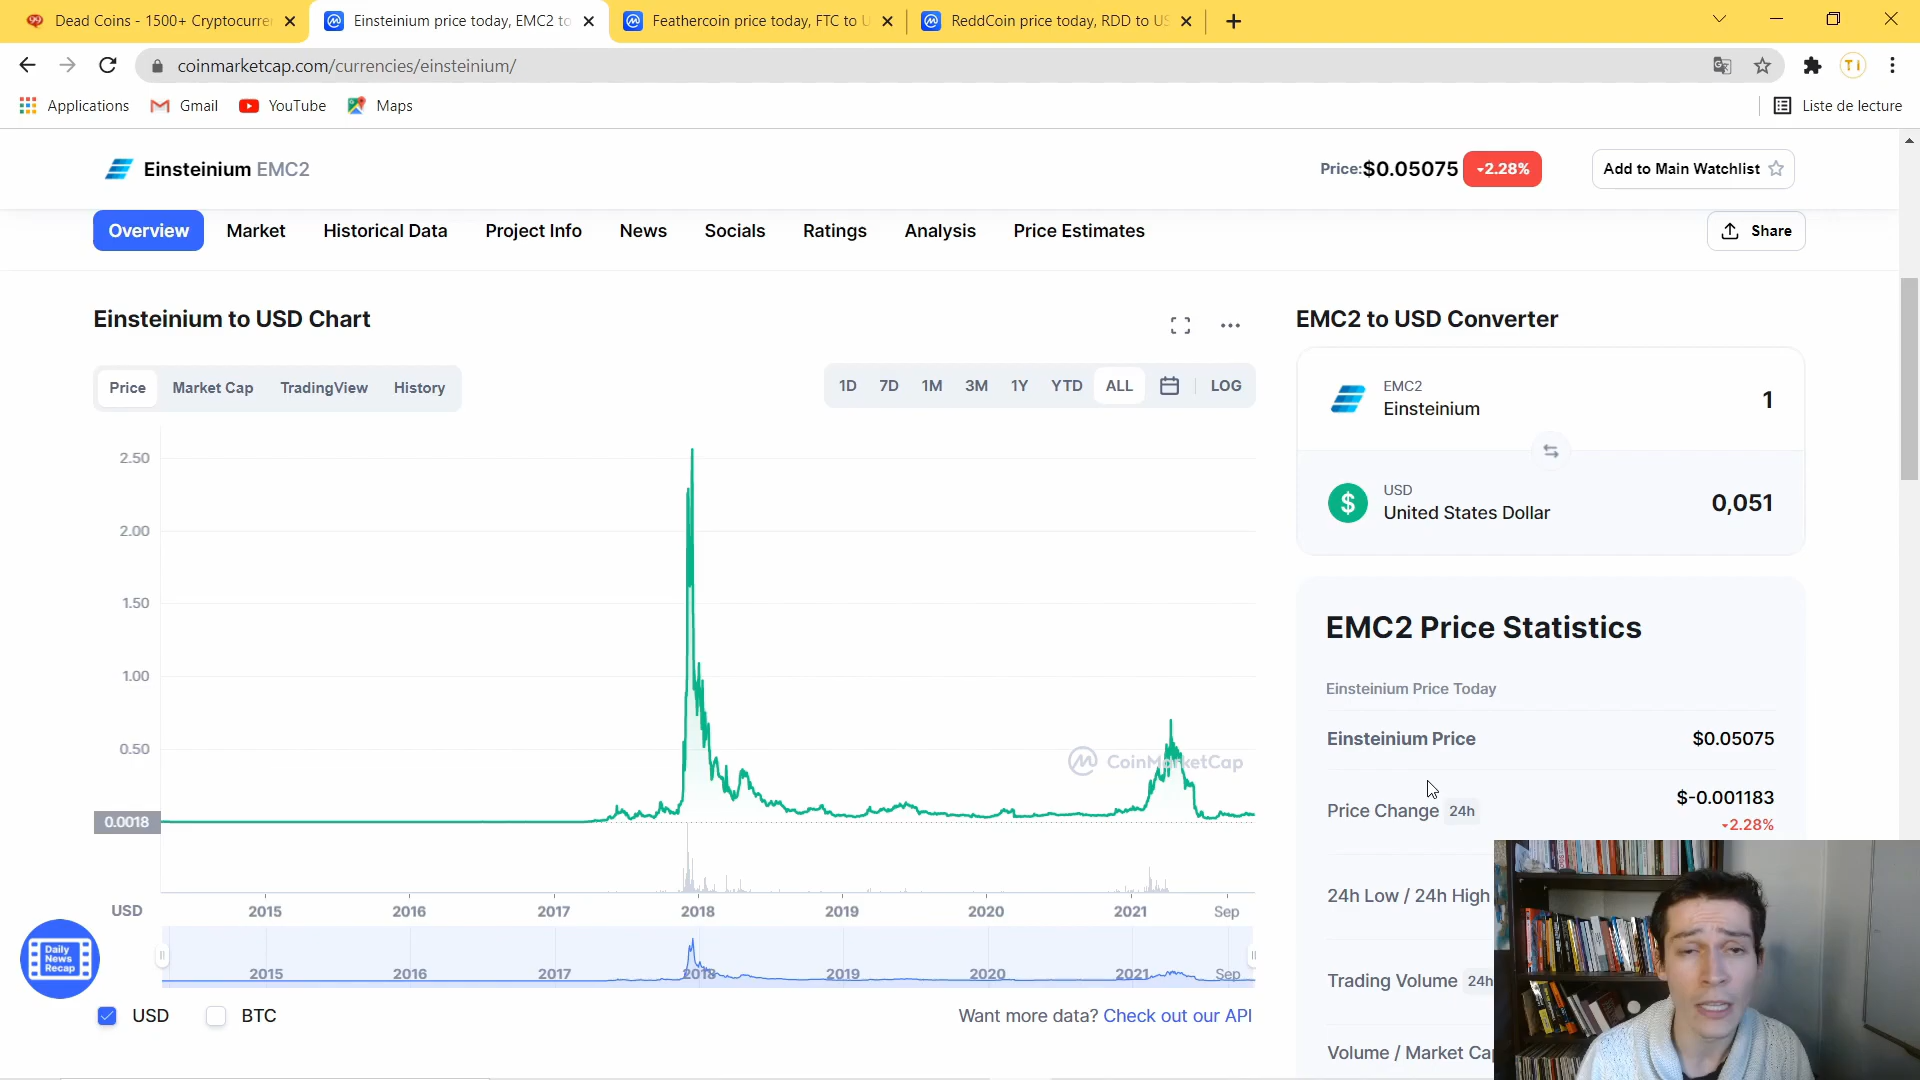 Dead Coins - 1500+ Cryptocurre
Einsteinium price today, EMC2 to
Feathercoin price today, FTC to U
ReddCoin price today, RDD to US
coinmarketcap.com/currencies/einsteinium/
TI
Applications
Gmail
YouTube
Maps
Liste de lecture
Einsteinium EMC2
Price:$0.05075
-2.28%
Add to Main Watchlist
Overview
Market
Historical Data
Project Info
News
Socials
Ratings
Analysis
Price Estimates
Share
Einsteinium to USD Chart
EMC2 to USD Converter
Price
Market Cap
TradingView
History
1D
7D
1M
3M
1Y
YTD
ALL
LOG
EMC2
Einsteinium
1
USD
United States Dollar
0,051
2.50
2.00
1.50
1.00
0.50
0.0018
CoinMarketCap
EMC2 Price Statistics
Einsteinium Price Today
Einsteinium Price
$0.05075
Price Change 24h
$-0.001183
2.28%
24h Low / 24h High
Trading Volume 24h
Volume / Market Ca
USD
2015
2016
2017
2018
2019
2020
2021
Sep
2015
2016
2017
2018
2019
2020
2021
Sep
Daily
News
Recap
USD
BTC
Want more data? Check out our API